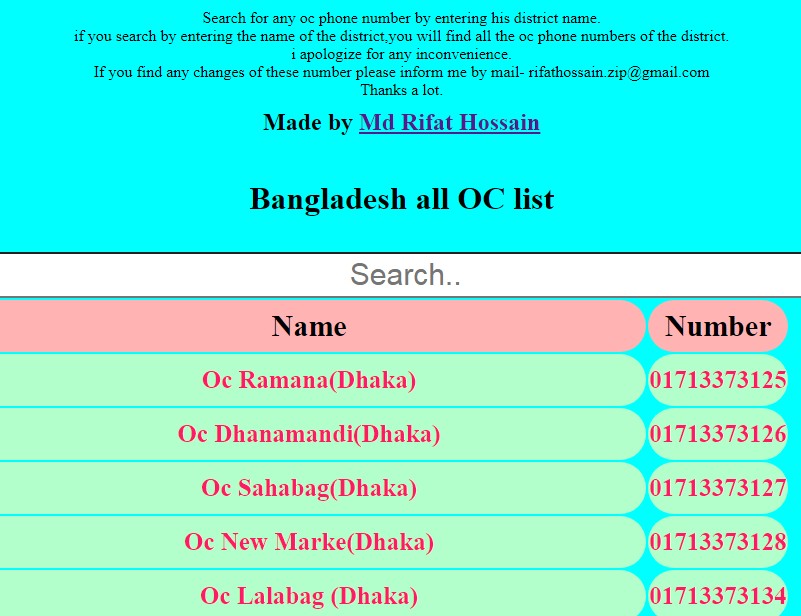 Search for any oc phone number by entering his district name.
if you search by entering the name of the district,you will find all the oc phone numbers of the district.
i apologize for any inconvenience.
If you find any changes of these number please inform me by mail- rifathossain.zip@gmail.com
Thanks a lot.
Made by Md Rifat Hossain
Bangladesh all OC list
Search..
Name Number
Oc Ramana(Dhaka) 01713373125
Oc Dhanamandi(Dhaka) 01713373126
Oc Sahabag(Dhaka) 01713373127
Oc New Marke(Dhaka) 01713373128
Oc Lalabag (Dhaka) 01713373134